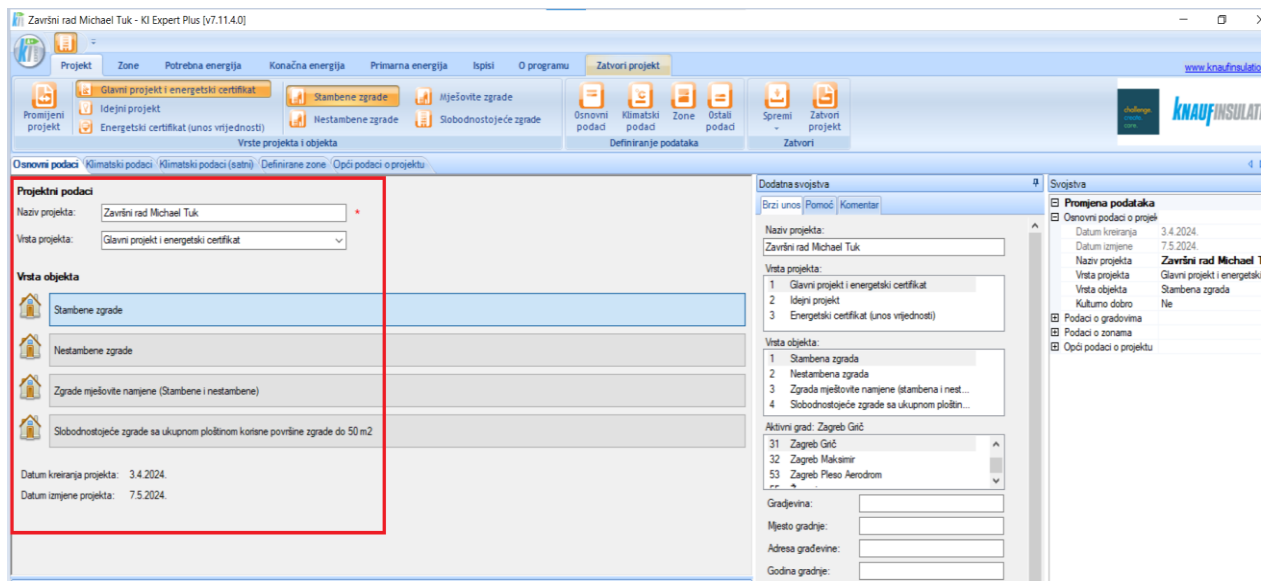 Završni rad Michael Tuk - KI Expert Plus [v7.11.4.0]
Projekt Zone Potrebna energija Konačna energija Primarna energija Ispisi O programu Zatvori projekt
www.knaufinsulatio
Promijeni projekt
Glavni projekt i energetski certifikat
Idejni projekt
Energetski certifikat (unos vrijednosti)
Stambene zgrade
Nestambene zgrade
Mješovite zgrade
Slobodnostojeće zgrade
Vrste projekta i objekta
Osnovni podaci
Klimatski podaci
Zone
Ostali podaci
Definiranje podataka
Spremi
Zatvori projekt
Zatvori
challenge.
create.
care.
KNAUFINSULATI
Osnovni podaci Klimatski podaci Klimatski podaci (satni) Definirane zone Opći podaci o projektu
Projektni podaci
Naziv projekta: Završni rad Michael Tuk *
Vrsta projekta: Glavni projekt i energetski certifikat
Vrsta objekta
Stambene zgrade
Nestambene zgrade
Zgrade mješovite namjene (Stambene i nestambene)
Slobodnostojeće zgrade sa ukupnom ploštinom korisne površine zgrade do 50 m2
Datum kreiranja projekta: 3.4.2024.
Datum izmjene projekta: 7.5.2024.
Dodatna svojstva
Brzi unos Pomoć Komentar
Naziv projekta:
Završni rad Michael Tuk
Vrsta projekta:
1 Glavni projekt i energetski certifikat
2 Idejni projekt
3 Energetski certifikat (unos vrijednosti)
Vrsta objekta:
1 Stambena zgrada
2 Nestambena zgrada
3 Zgrada mještovite namjene (stambena i nest...
4 Slobodnostojeće zgrade sa ukupnom ploštin...
Aktivni grad: Zagreb Grič
31 Zagreb Grič
32 Zagreb Maksimir
53 Zagreb Pleso Aerodrom
Gradjevina:
Mjesto gradnje:
Adresa građevine:
Godina gradnje:
Svojstva
Promjena podataka
Osnovni podaci o projek
Datum kreiranja 3.4.2024.
Datum izmjene 7.5.2024.
Naziv projekta Završni rad Michael T
Vrsta projekta Glavni projekt i energetski
Vrsta objekta Stambena zgrada
Kulturno dobro Ne
Podaci o gradovima
Podaci o zonama
Opći podaci o projektu